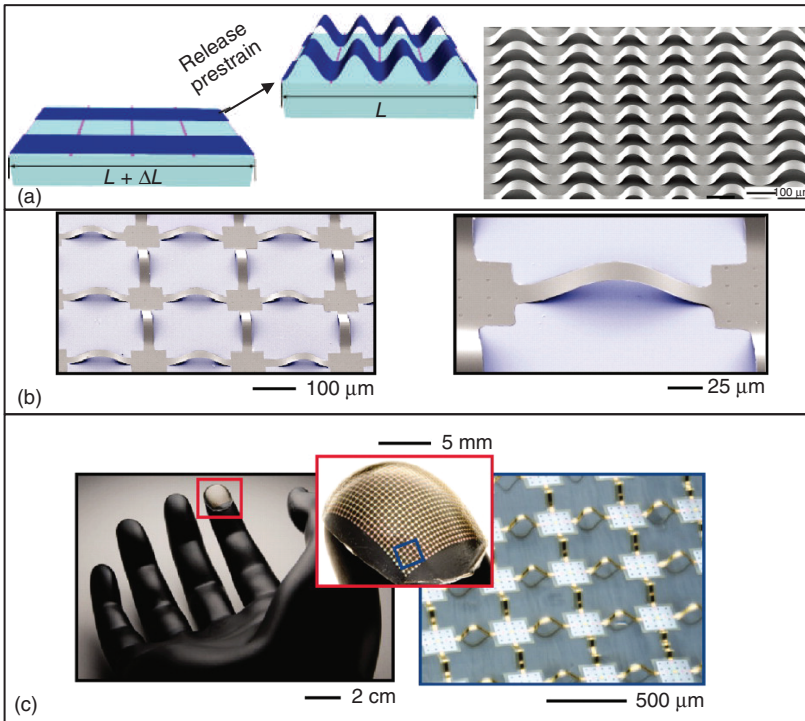 Release
prestrain
L
L + ΔL
100 μm
(a)
100 μm
25 μm
(b)
5 mm
2 cm
500 μm
(c)